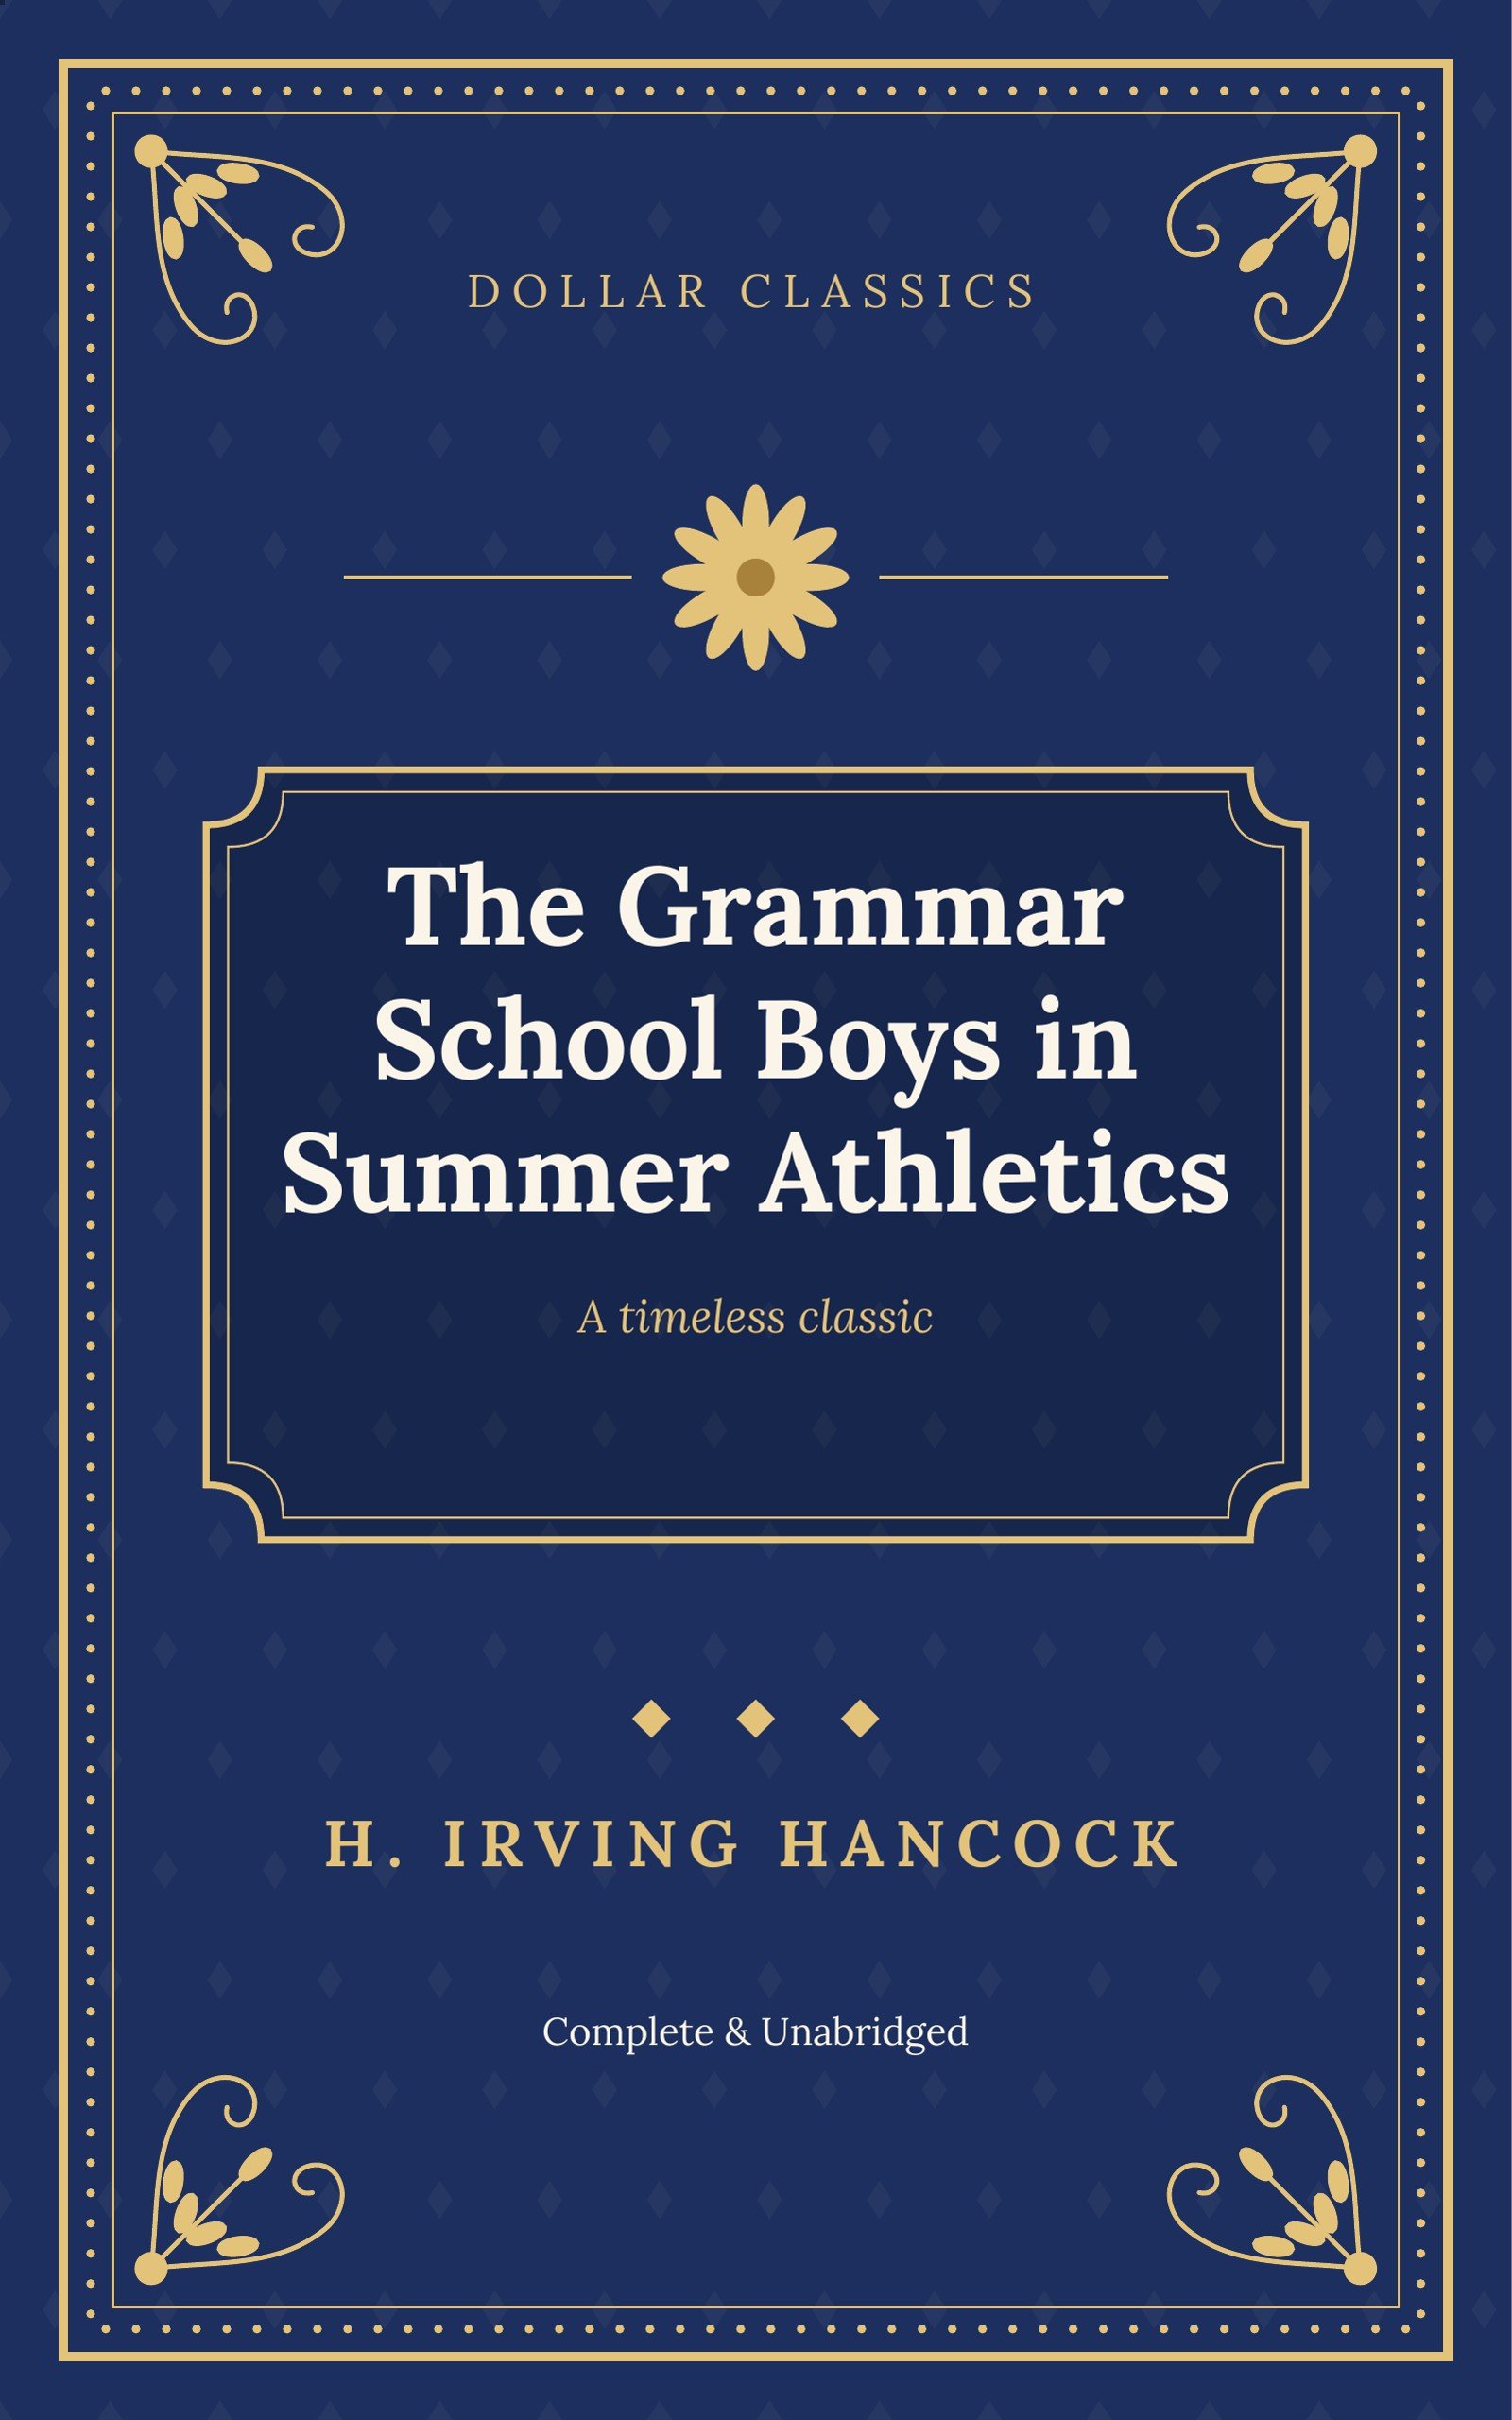 DOLLAR CLASSICS
The Grammar
School Boys in
Summer Athletics
A timeless classic
H. IRVING HANCOCK
Complete & Unabridged